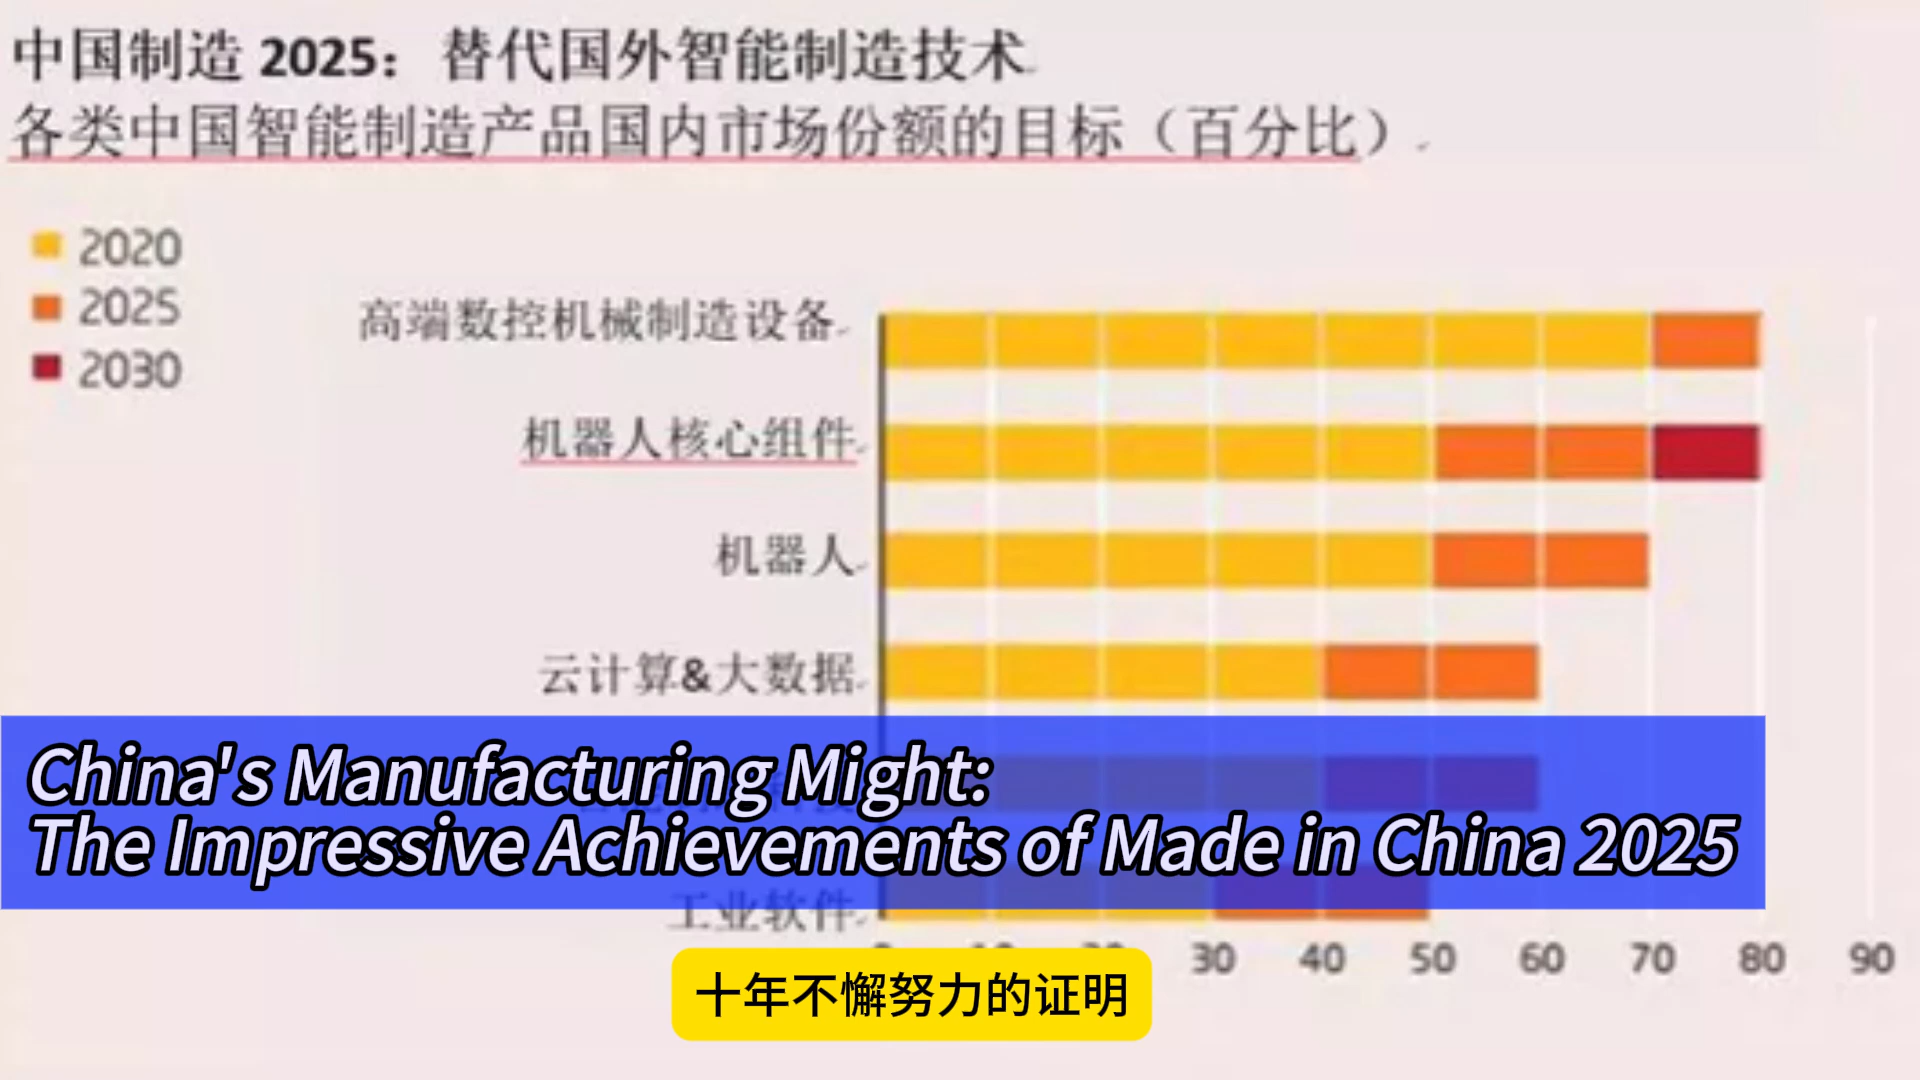 中国制造 2025：替代国外智能制造技术
各类中国智能制造产品国内市场份额的目标（百分比）
2020
2025
2030
高端数控机械制造设备
机器人核心组件
机器人
云计算&大数据
China's Manufacturing Might:
The Impressive Achievements of Made in China 2025
工业软件
30 40 50 60 70 80 90
十年不懈努力的证明